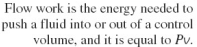 Flow work is the energy needed to
push a fluid into or out of a control
volume, and it is equal to Pv.